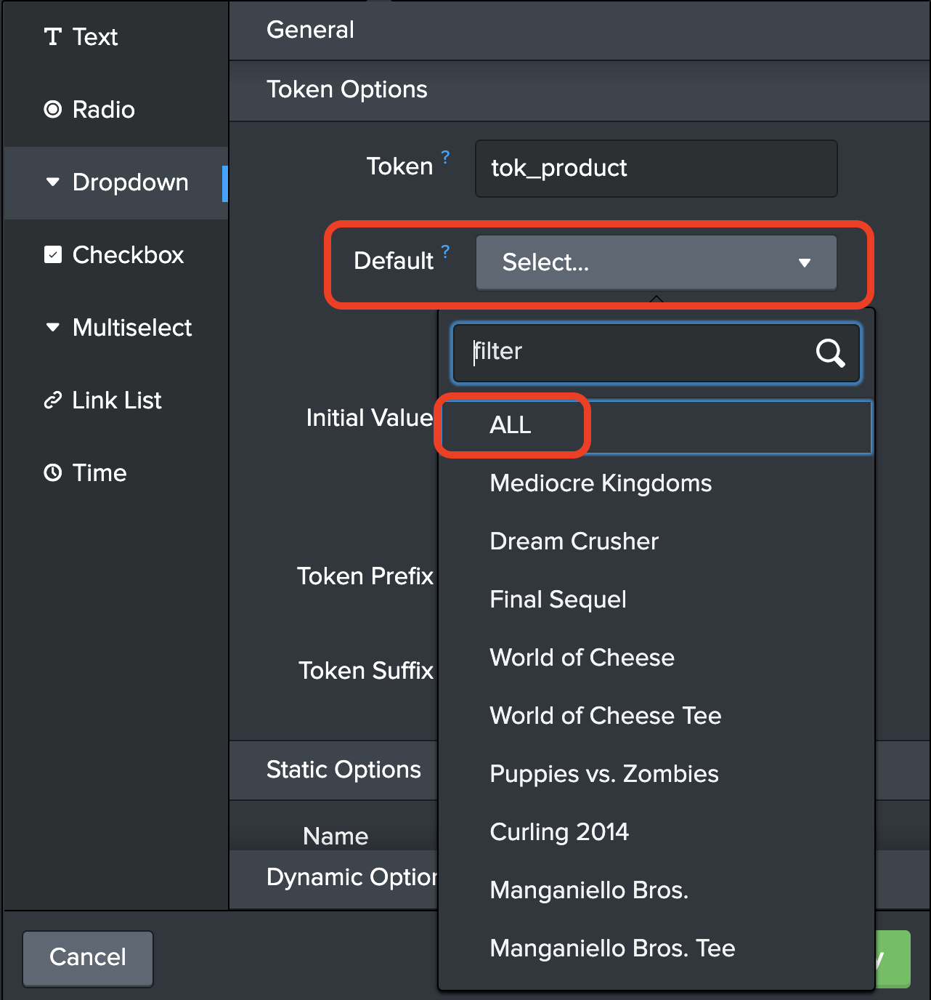 Text
Radio
Dropdown
Checkbox
Multiselect
Link List
Time
General
Token Options
Token ?
tok_product
Default ?
Select...
filter
Initial Value
ALL
Mediocre Kingdoms
Dream Crusher
Token Prefix
Final Sequel
World of Cheese
Token Suffix
World of Cheese Tee
Static Options
Puppies vs. Zombies
Name
Curling 2014
Dynamic Option
Manganiello Bros.
Manganiello Bros. Tee
Cancel
y